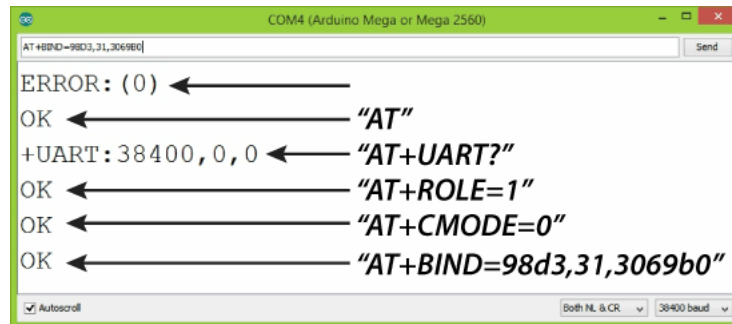 COM4 (Arduino Mega or Mega 2560)
AT+BIND=98D3,31,3069B0
Send
ERROR:(0)
OK "AT"
+UART:38400,0,0 "AT+UART?"
OK "AT+ROLE=1"
OK "AT+CMODE=0"
OK "AT+BIND=98d3,31,3069b0"
Autoscroll
Both NL & CR
38400 baud